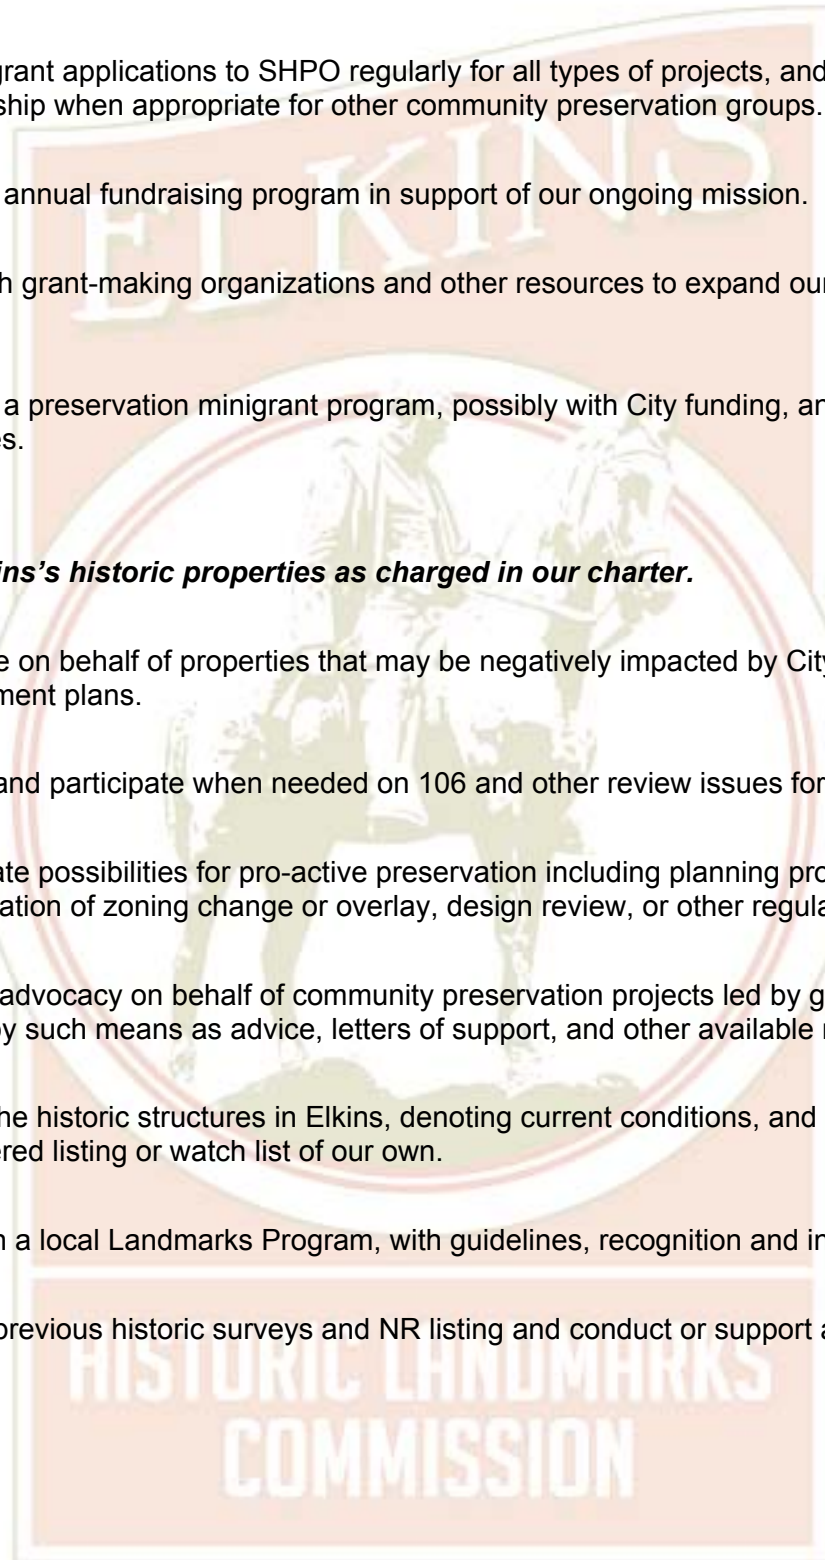 grant applications to SHPO regularly for all types of projects, and
ship when appropriate for other community preservation groups.
annual fundraising program in support of our ongoing mission.
h grant-making organizations and other resources to expand our
a preservation minigrant program, possibly with City funding, an
es.
ins's historic properties as charged in our charter.
e on behalf of properties that may be negatively impacted by City
ment plans.
and participate when needed on 106 and other review issues for
ate possibilities for pro-active preservation including planning pro
ation of zoning change or overlay, design review, or other regula
advocacy on behalf of community preservation projects led by g
by such means as advice, letters of support, and other available r
he historic structures in Elkins, denoting current conditions, and
ered listing or watch list of our own.
n a local Landmarks Program, with guidelines, recognition and in
previous historic surveys and NR listing and conduct or support a
ELKINS
HISTORIC LANDMARKS
COMMISSION